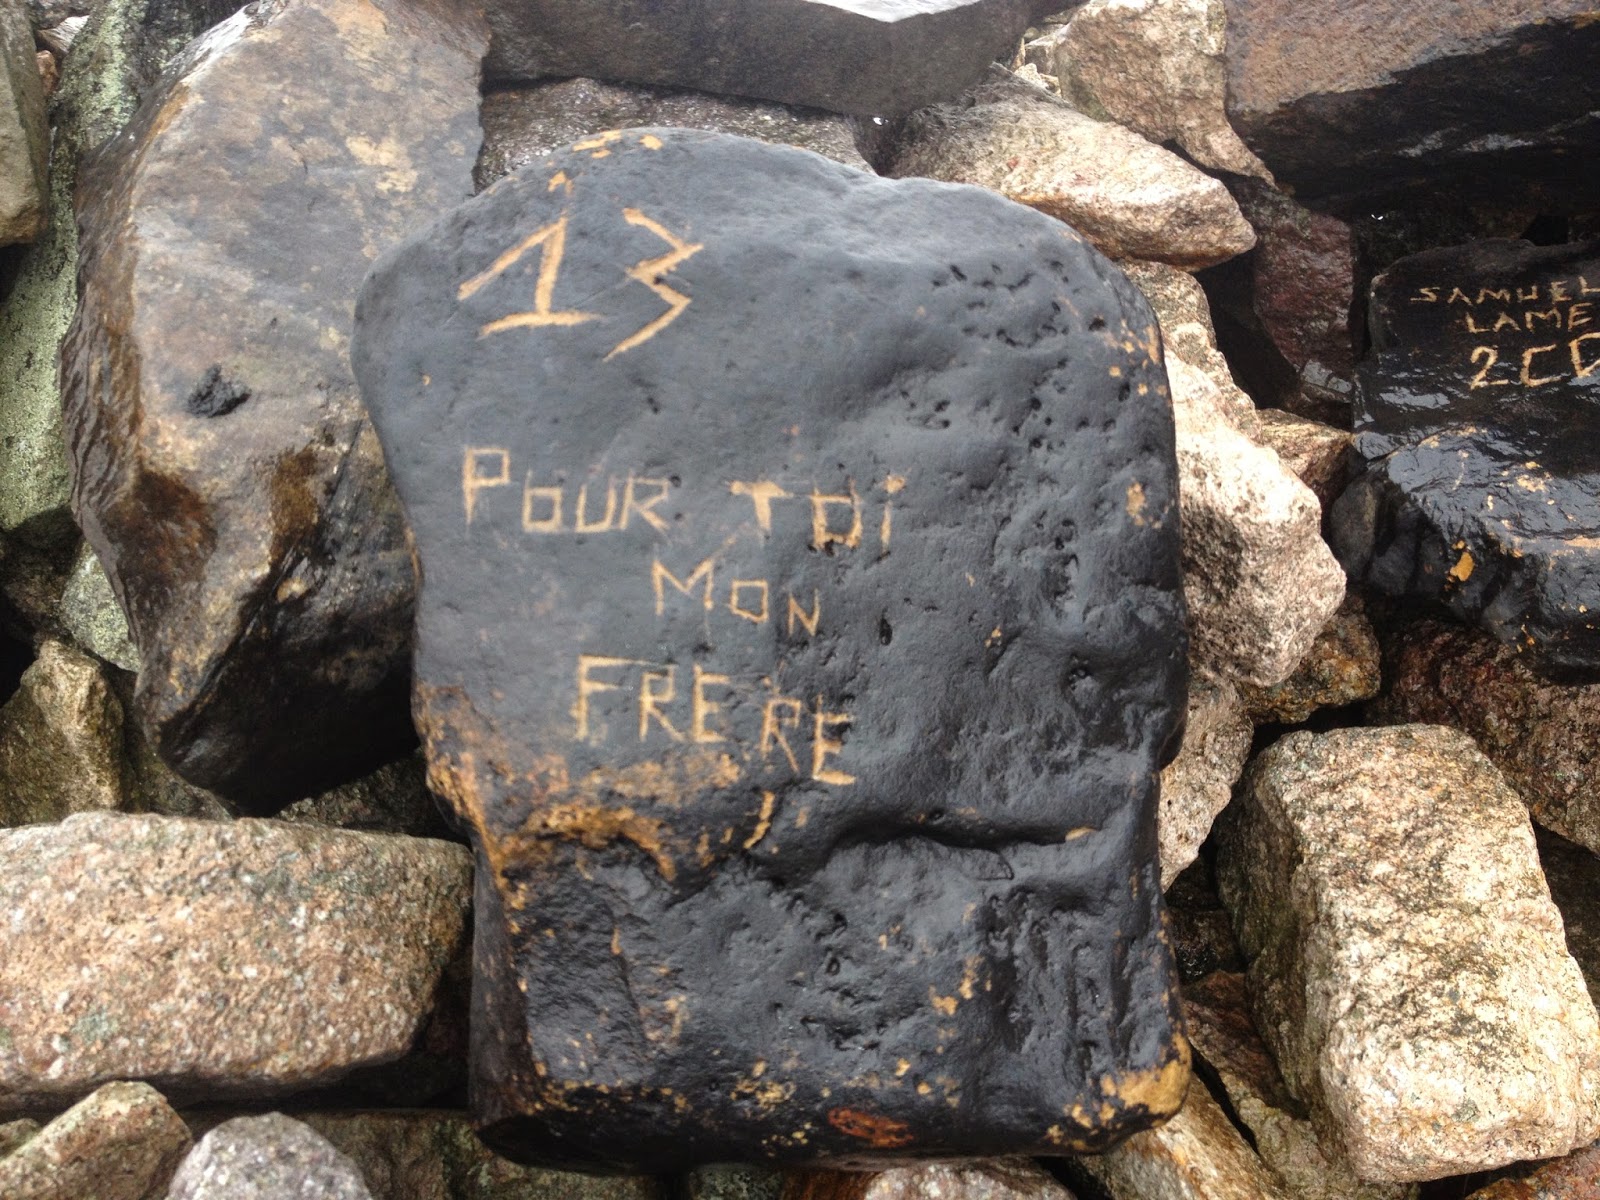 13
POUR TOI
MON
FRERE
SAMUEL
LAME
2CD